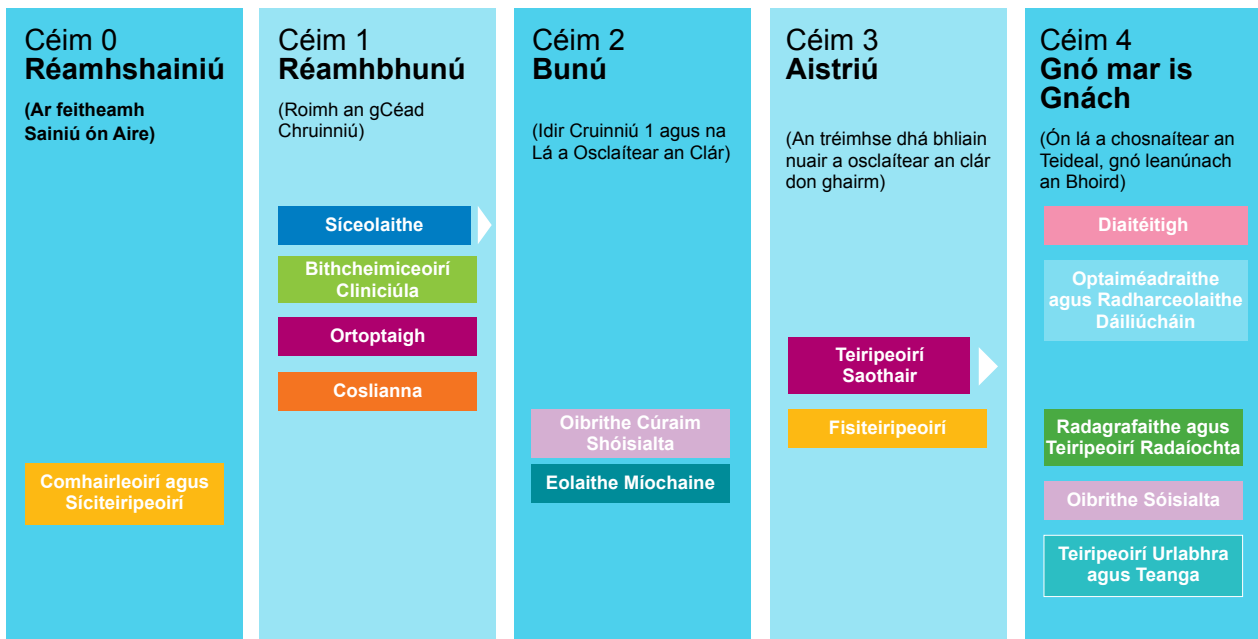 Céim 0
Réamhshainiú
(Ar feitheamh
Sainiú ón Aire)
Comhairleoirí agus
Síciteiripeoirí
Céim 1
Réamhbhunú
(Roimh an gCéad
Chruinniú)
Síceolaithe
Bithcheimiceoirí
Cliniciúla
Ortoptaigh
Coslianna
Céim 2
Bunú
(Idir Cruinniú 1 agus na
Lá a Osclaítear an Clár)
Oibrithe Cúraim
Shóisialta
Eolaithe Míochaine
Céim 3
Aistriú
(An tréimhse dhá bhliain
nuair a osclaítear an clár
don ghairm)
Teiripeoirí
Saothair
Fisiteiripeoirí
Céim 4
Gnó mar is
Gnách
(Ón lá a chosnaítear an
Teideal, gnó leanúnach
an Bhoird)
Diaitéitigh
Optaiméadraithe
agus Radharceolaithe
Dáiliúcháin
Radagrafaithe agus
Teiripeoirí Radaíochta
Oibrithe Sóisialta
Teiripeoirí Urlabhra
agus Teanga